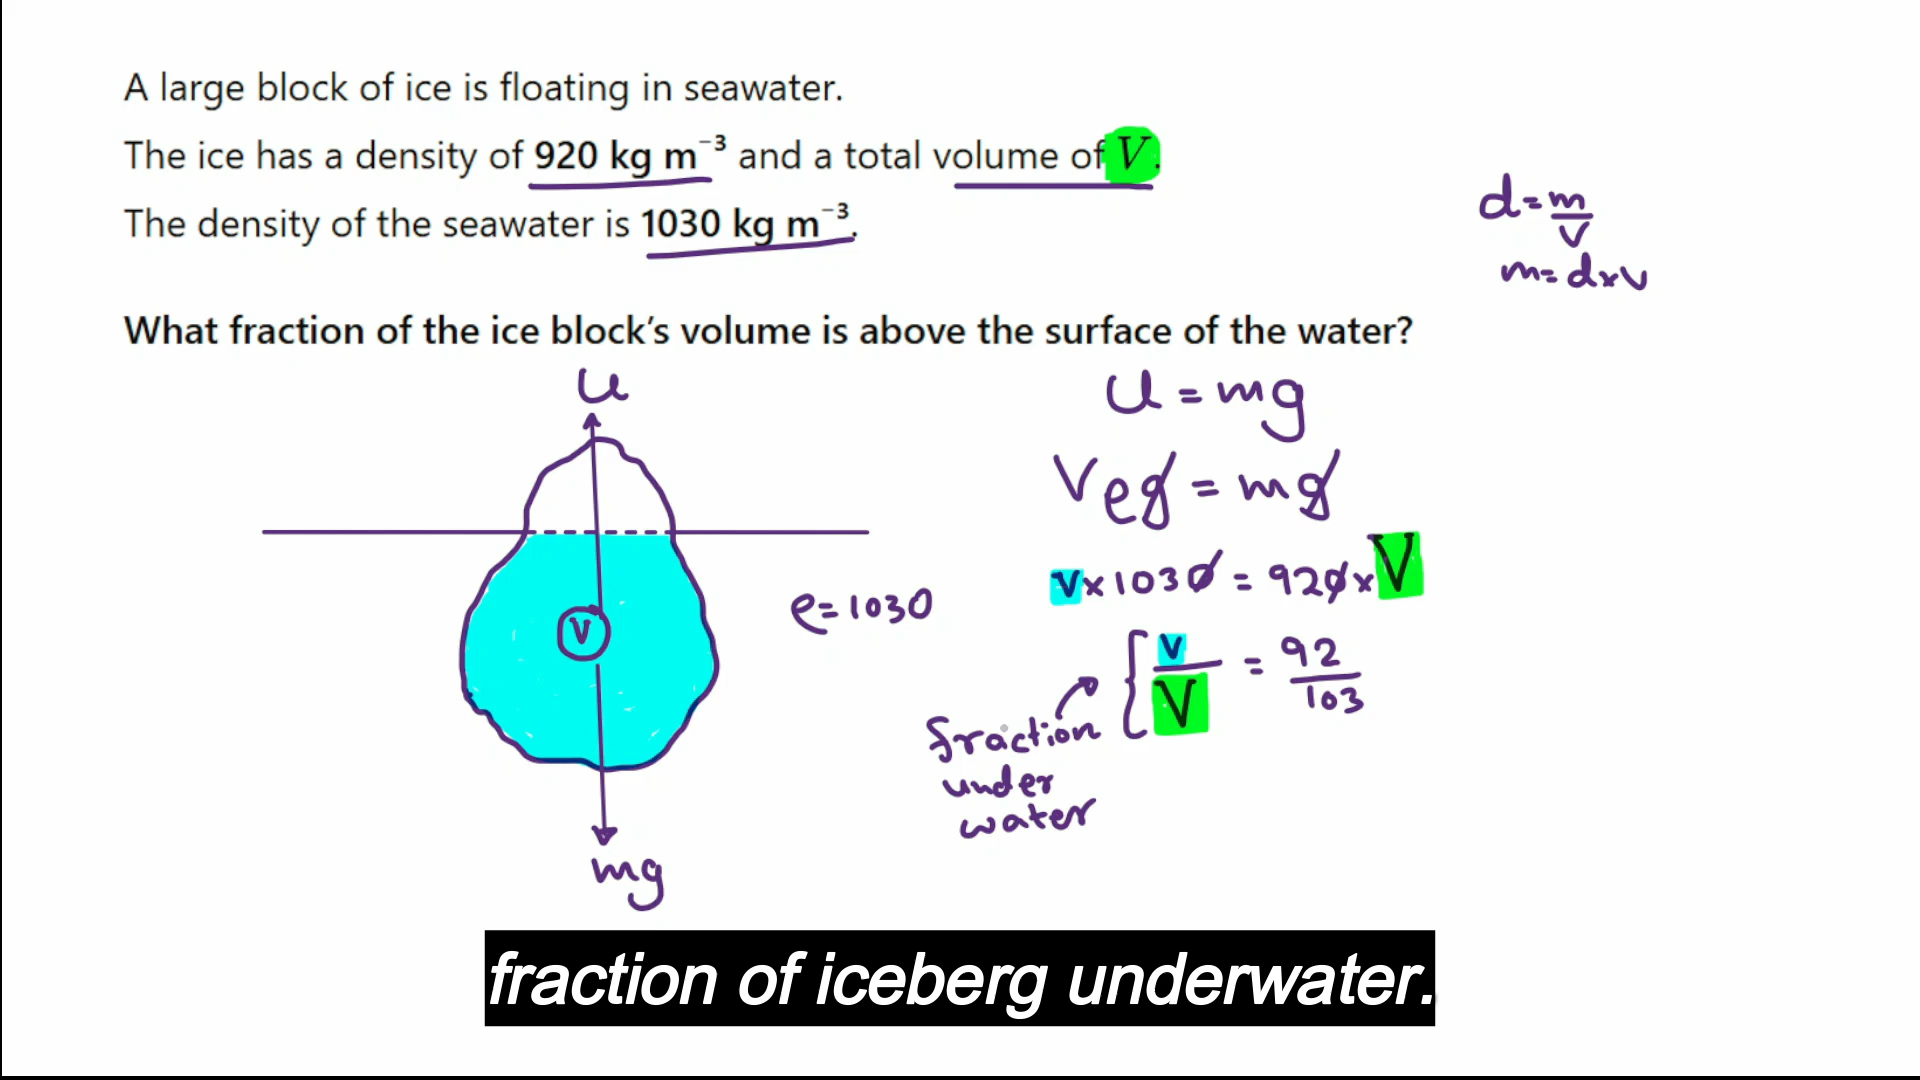 A large block of ice is floating in seawater.
The ice has a density of 920 kg m⁻³ and a total volume of V.
The density of the seawater is 1030 kg m⁻³.
d = m/v
m = d×v
What fraction of the ice block's volume is above the surface of the water?
U
U = mg
Vρg = mg
V×1030 = 920×V
ρ = 1030
V
V/V = 92/103
fraction
under
water
mg
fraction of iceberg underwater.